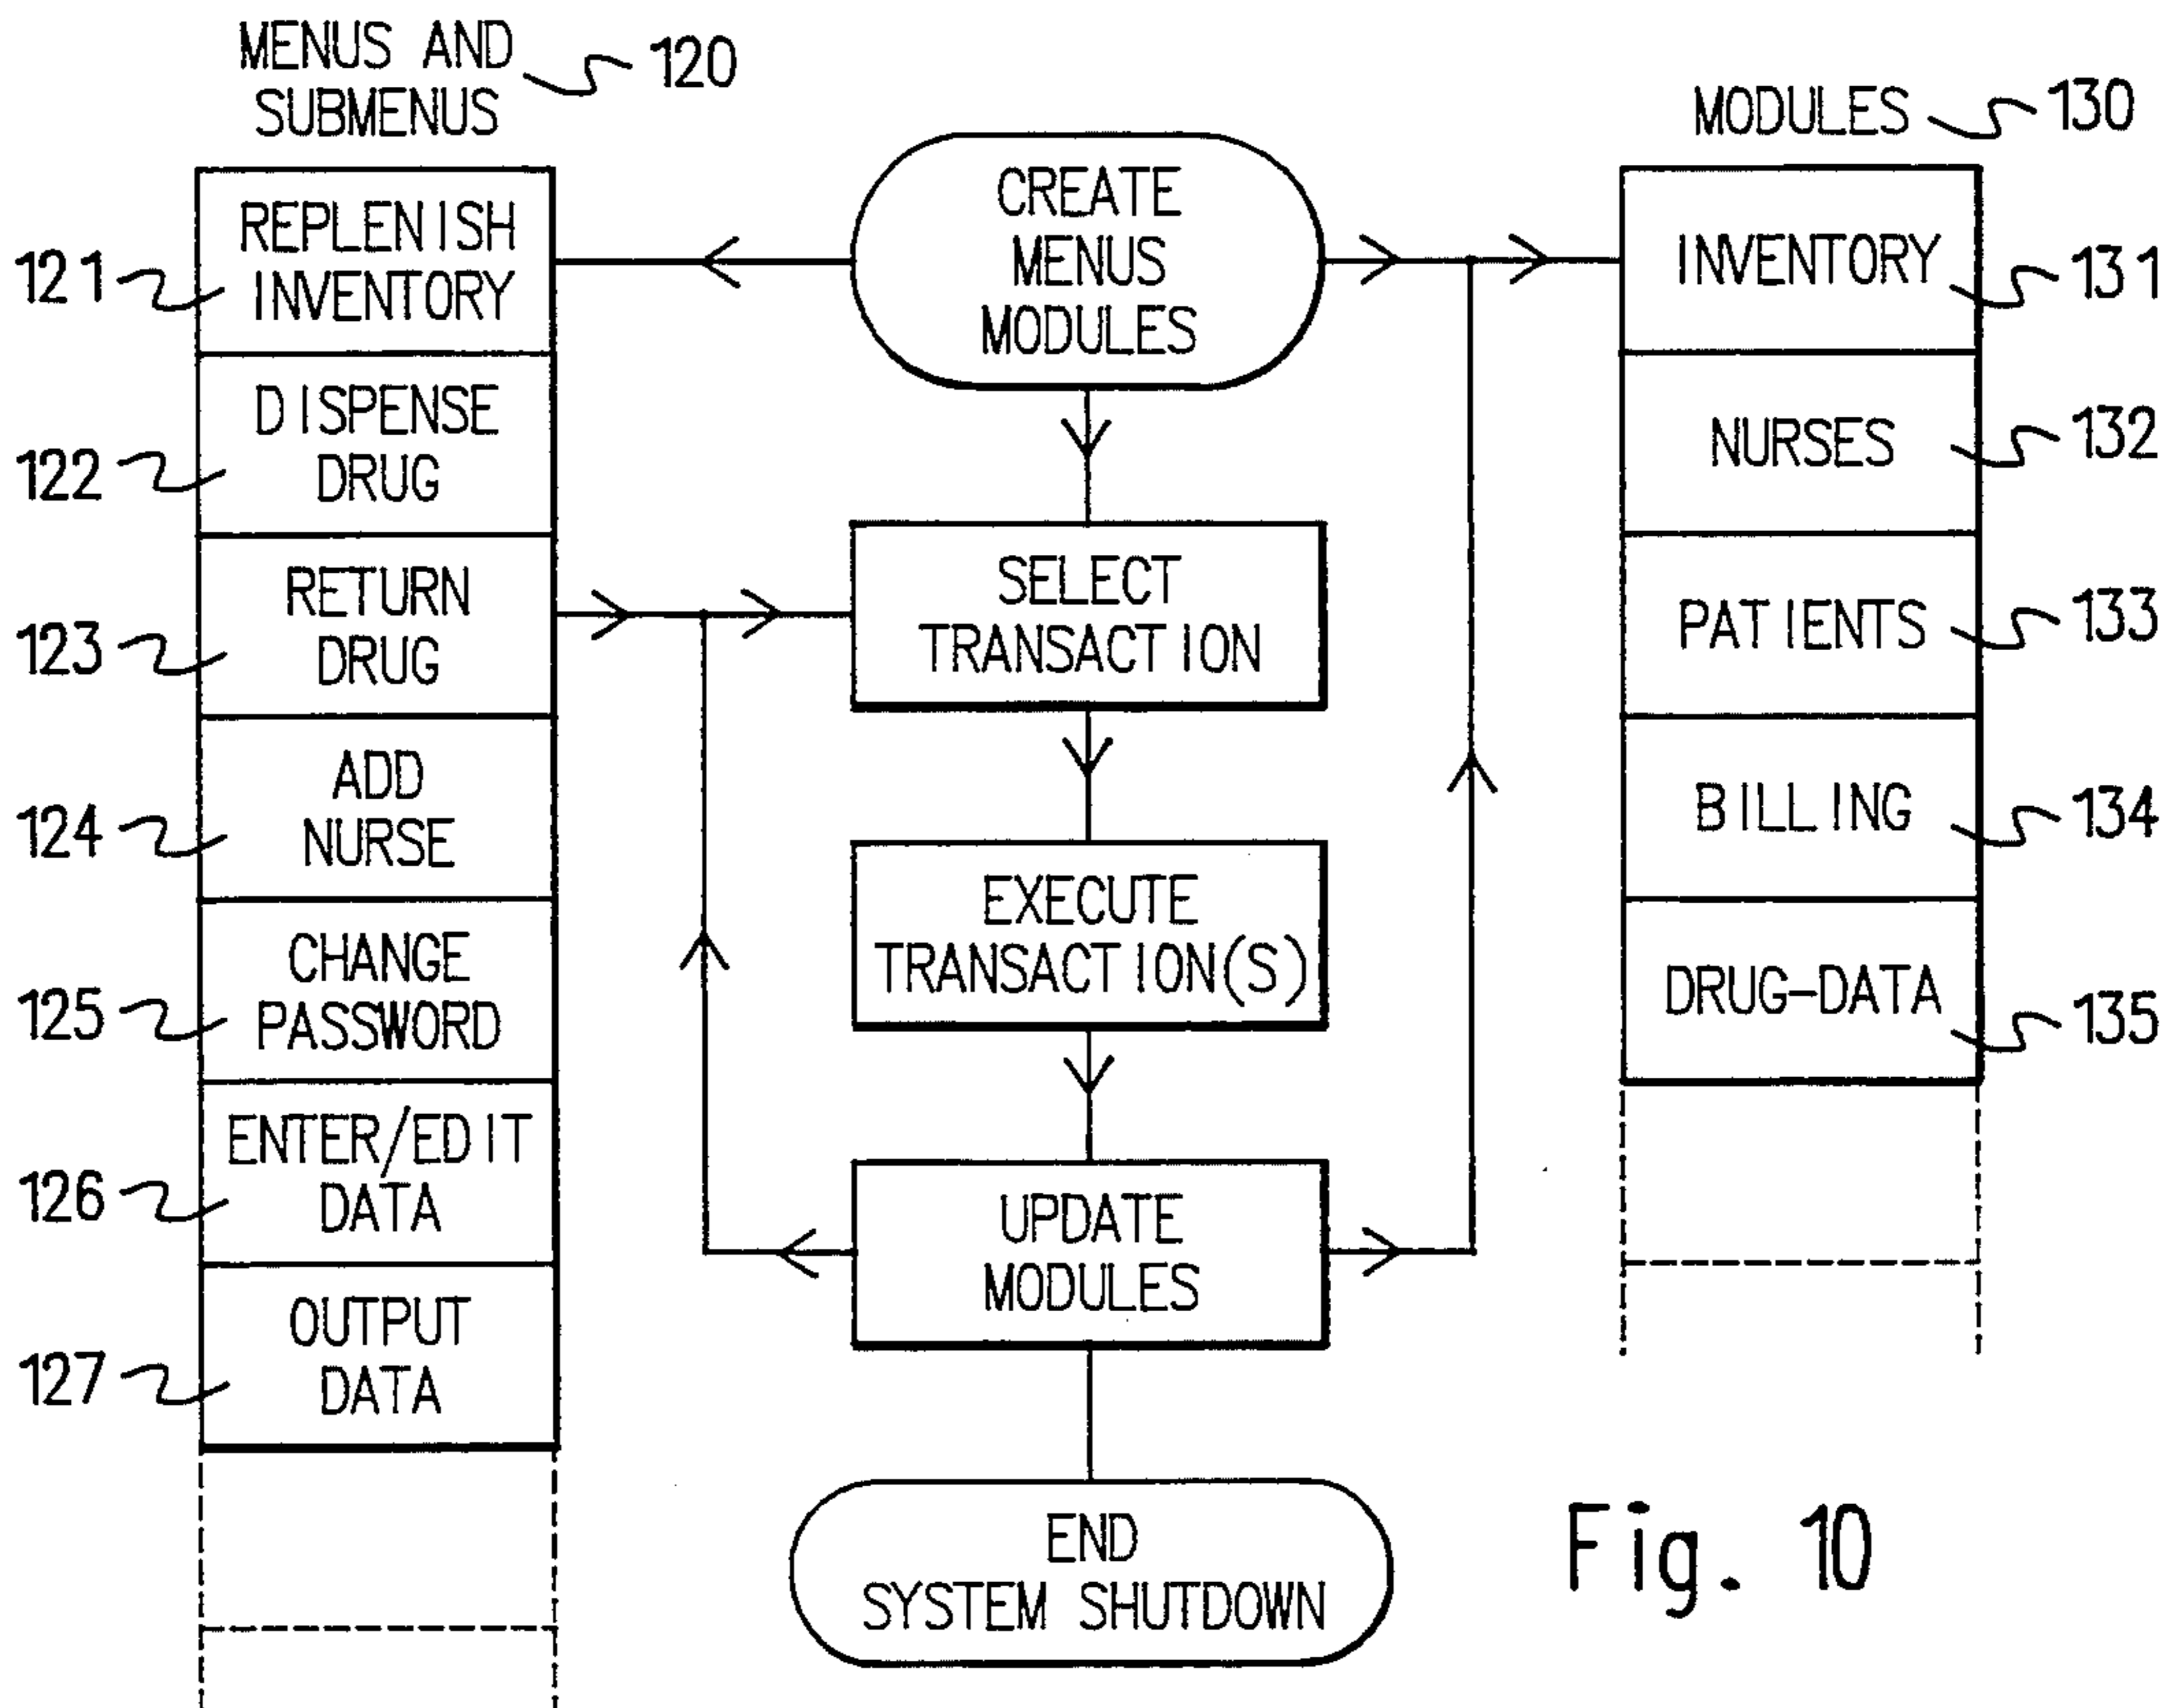 MENUS AND
SUBMENUS
120
REPLENISH
INVENTORY
121
DISPENSE
DRUG
122
RETURN
DRUG
123
ADD
NURSE
124
CHANGE
PASSWORD
125
ENTER/EDIT
DATA
126
OUTPUT
DATA
127
CREATE
MENUS
MODULES
SELECT
TRANSACTION
EXECUTE
TRANSACTION(S)
UPDATE
MODULES
END
SYSTEM SHUTDOWN
MODULES
130
INVENTORY
131
NURSES
132
PATIENTS
133
BILLING
134
DRUG-DATA
135
Fig. 10